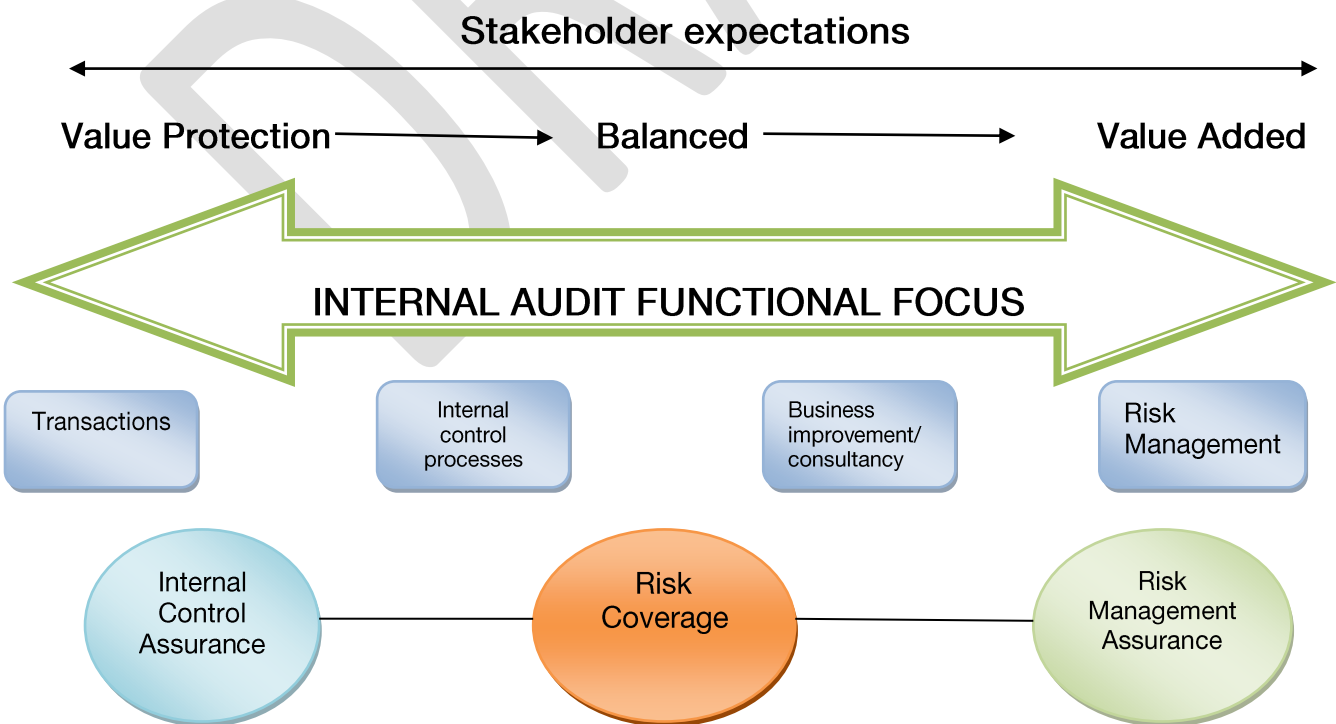 Stakeholder expectations
Value Protection
Balanced
Value Added
INTERNAL AUDIT FUNCTIONAL FOCUS
Transactions
Internal
control
processes
Business
improvement/
consultancy
Risk
Management
Internal
Control
Assurance
Risk
Coverage
Risk
Management
Assurance